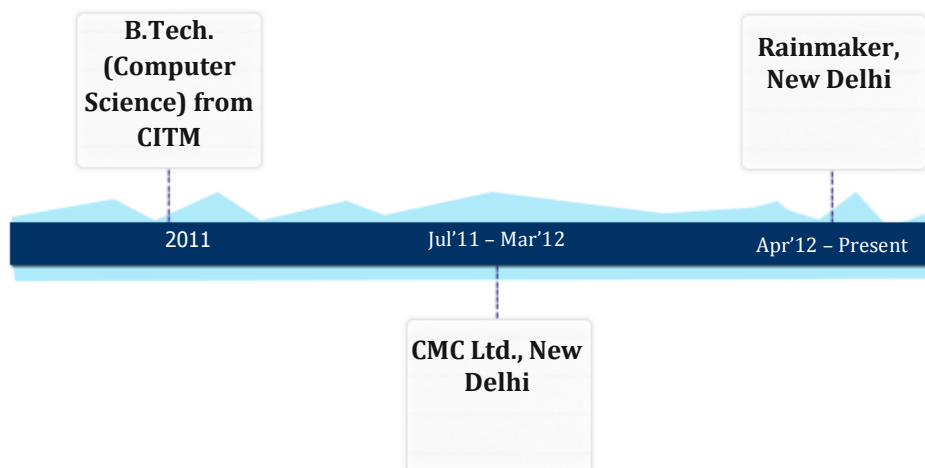 B.Tech.
(Computer
Science) from
CITM
Rainmaker,
New Delhi
2011
Jul’11 – Mar’12
Apr’12 – Present
CMC Ltd., New
Delhi